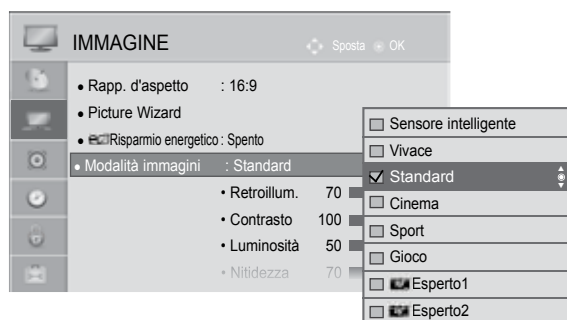 IMMAGINE
Sposta OK
• Rapp. d'aspetto : 16:9
• Picture Wizard
• Risparmio energetico : Spento
• Modalità immagini : Standard
• Retroillum. 70
• Contrasto 100
• Luminosità 50
• Nitidezza 70
Sensore intelligente
Vivace
Standard
Cinema
Sport
Gioco
Esperto1
Esperto2